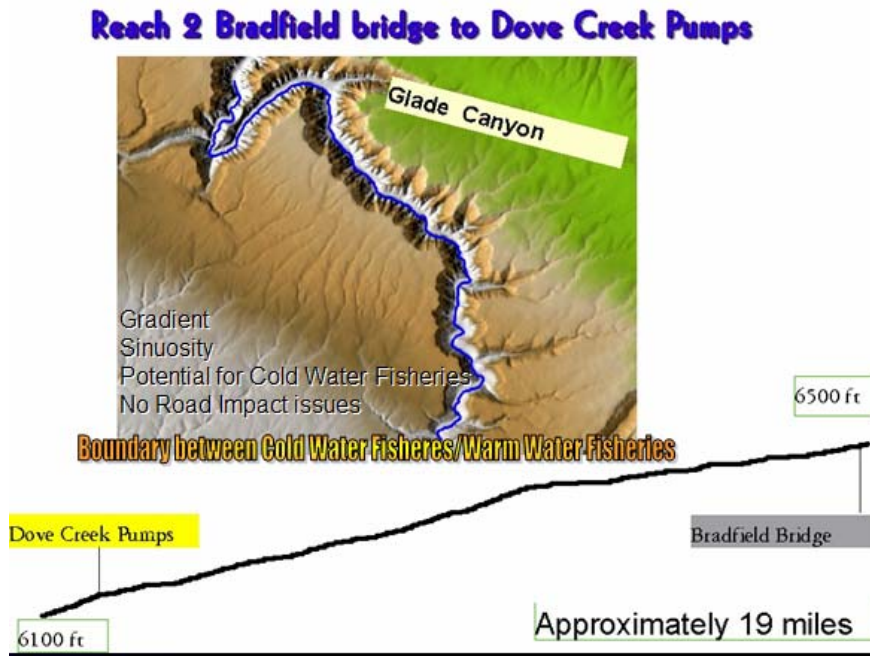 Reach 2 Bradfield bridge to Dove Creek Pumps
Glade Canyon
Gradient
Sinuosity
Potential for Cold Water Fisheries
No Road Impact issues
Boundary between Cold Water Fisheres/Warm Water Fisheries
6500 ft
Dove Creek Pumps
Bradfield Bridge
6100 ft
Approximately 19 miles